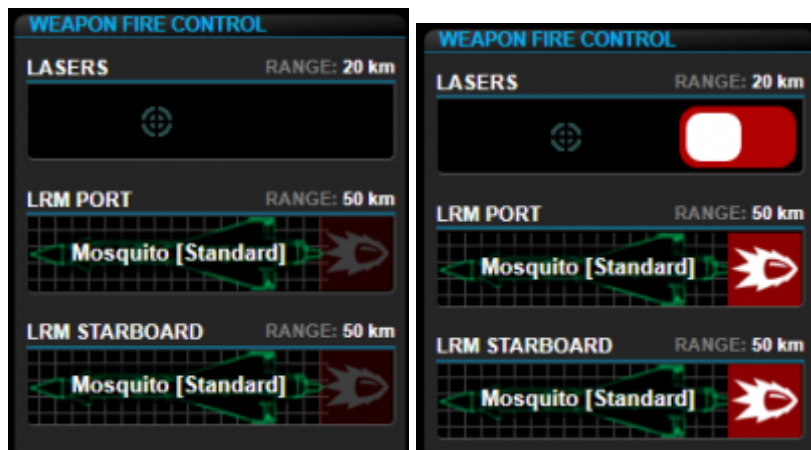 WEAPON FIRE CONTROL
LASERS RANGE: 20 km
LRM PORT RANGE: 50 km
Mosquito [Standard]
LRM STARBOARD RANGE: 50 km
Mosquito [Standard]
WEAPON FIRE CONTROL
LASERS RANGE: 20 km
LRM PORT RANGE: 50 km
Mosquito [Standard]
LRM STARBOARD RANGE: 50 km
Mosquito [Standard]